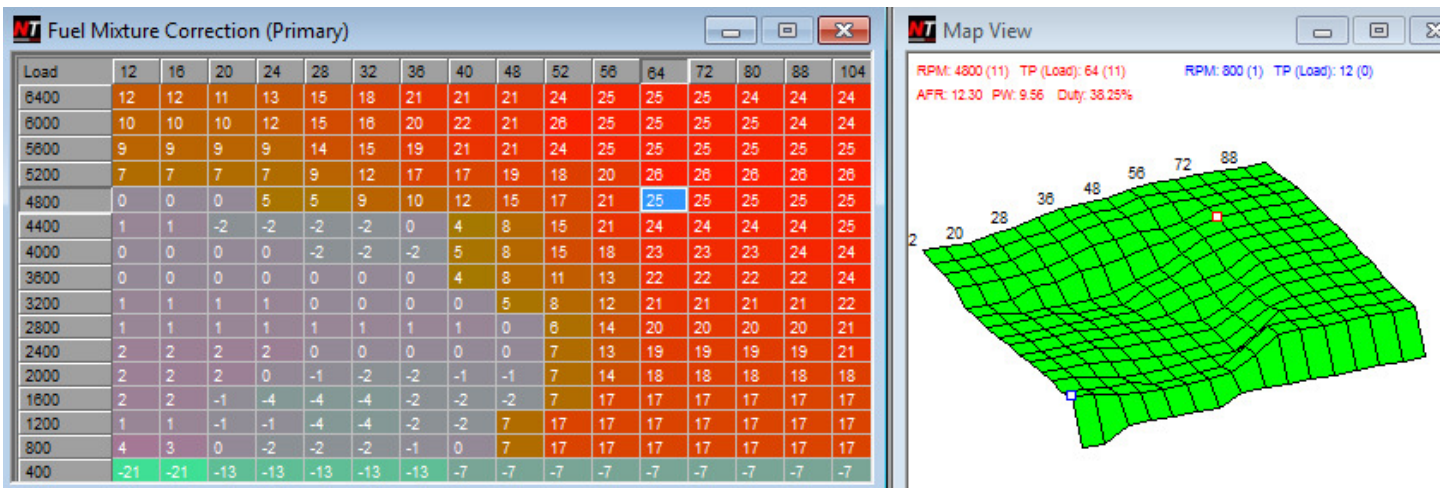 NT Fuel Mixture Correction (Primary)
Load 12 16 20 24 28 32 36 40 48 52 56 64 72 80 88 104
6400 12 12 11 13 15 18 21 21 21 24 25 25 25 24 24 24
6000 10 10 10 12 15 16 20 22 21 26 25 25 25 25 24 24
5600 9 9 9 9 14 15 19 21 21 24 25 25 25 25 25 25
5200 7 7 7 7 9 12 17 17 19 18 20 26 26 26 26 26
4800 0 0 0 5 5 9 10 12 15 17 21 25 25 25 25 25
4400 1 1 -2 -2 -2 -2 0 4 8 15 21 24 24 24 24 25
4000 0 0 0 0 -2 -2 -2 5 8 15 18 23 23 23 24 24
3600 0 0 0 0 0 0 0 4 8 11 13 22 22 22 22 24
3200 1 1 1 1 0 0 0 0 5 8 12 21 21 21 21 22
2800 1 1 1 1 1 1 1 1 0 6 14 20 20 20 20 21
2400 2 2 2 2 0 0 0 0 0 7 13 19 19 19 19 21
2000 2 2 2 0 -1 -2 -2 -1 -1 7 14 18 18 18 18 18
1600 2 2 -1 -4 -4 -4 -2 -2 -2 7 17 17 17 17 17 17
1200 1 1 -1 -1 -4 -4 -2 -2 7 17 17 17 17 17 17 17
800 4 3 0 -2 -2 -2 -1 0 7 17 17 17 17 17 17 17
400 -21 -21 -13 -13 -13 -13 -13 -7 -7 -7 -7 -7 -7 -7 -7 -7
NT Map View
RPM: 4800 (11) TP (Load): 64 (11) RPM: 800 (1) TP (Load): 12 (0)
AFR: 12.30 PW: 9.56 Duty: 38.25%
2 20 28 36 48 56 72 88